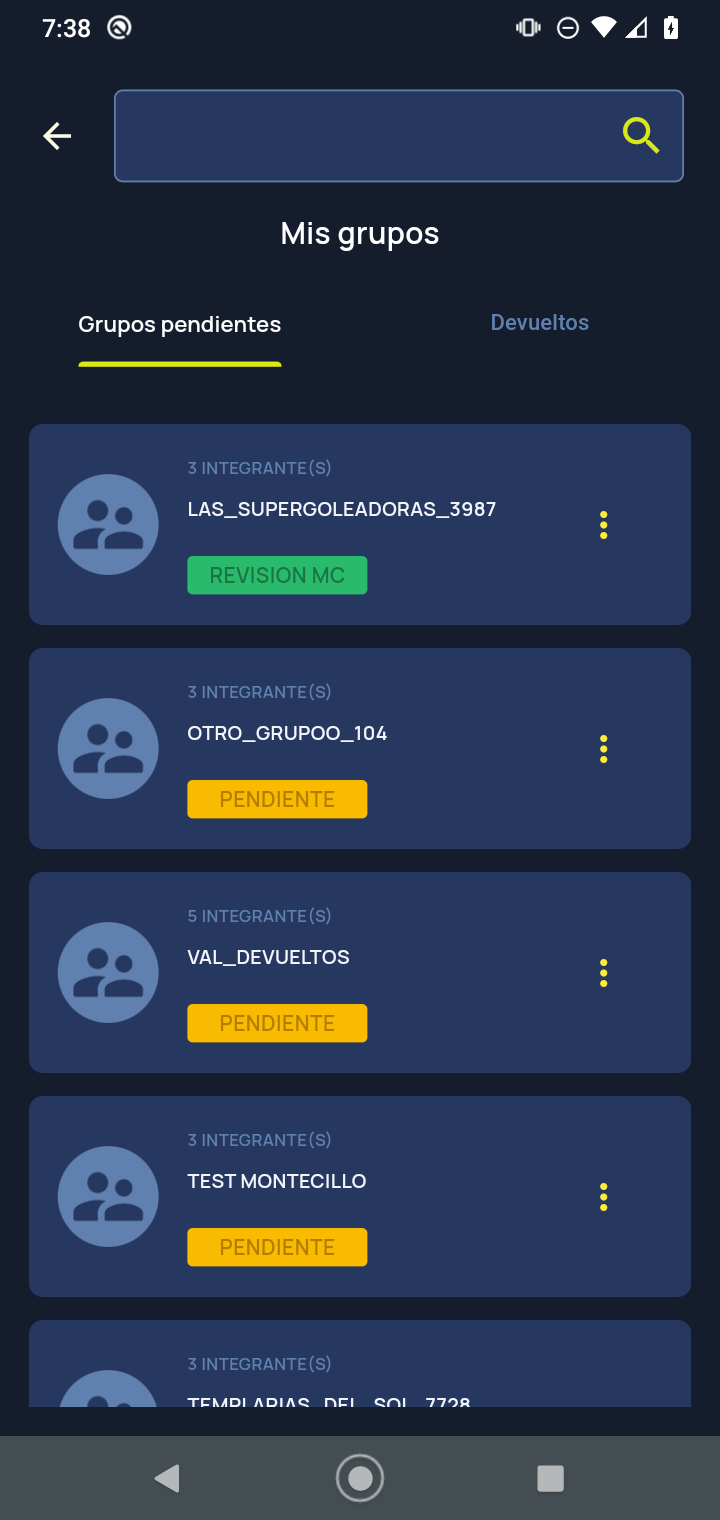 7:38
Mis grupos
Grupos pendientes
Devueltos
3 INTEGRANTE(S)
LAS_SUPERGOLEADORAS_3987
REVISION MC
3 INTEGRANTE(S)
OTRO_GRUPOO_104
PENDIENTE
5 INTEGRANTE(S)
VAL_DEVUELTOS
PENDIENTE
3 INTEGRANTE(S)
TEST MONTECILLO
PENDIENTE
3 INTEGRANTE(S)
TEMPLARIAS_DEL_SOL_7728